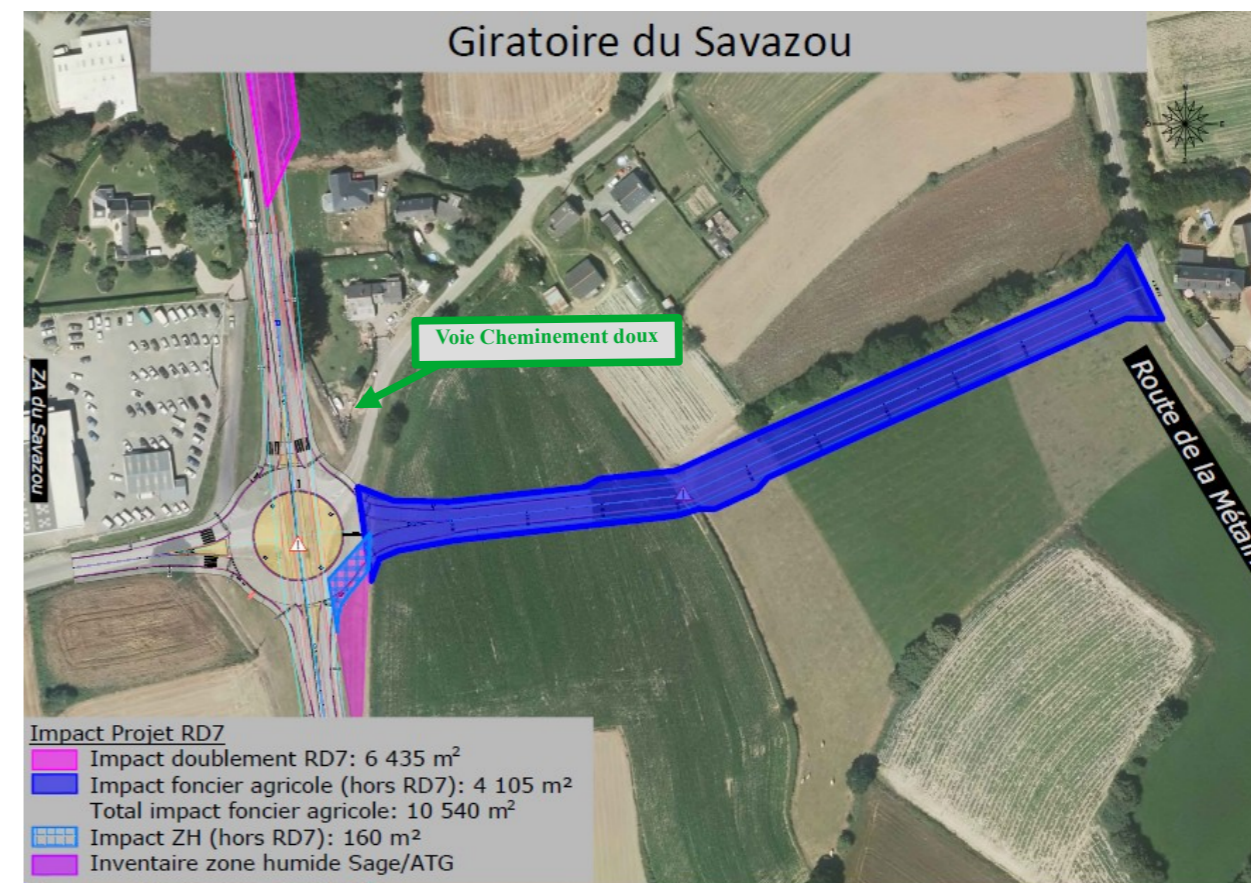 Giratoire du Savazou
Voie Cheminement doux
ZA du Savazou
Route de la Métair
Impact Projet RD7
Impact doublement RD7: 6 435 m²
Impact foncier agricole (hors RD7): 4 105 m²
Total impact foncier agricole: 10 540 m²
Impact ZH (hors RD7): 160 m²
Inventaire zone humide Sage/ATG